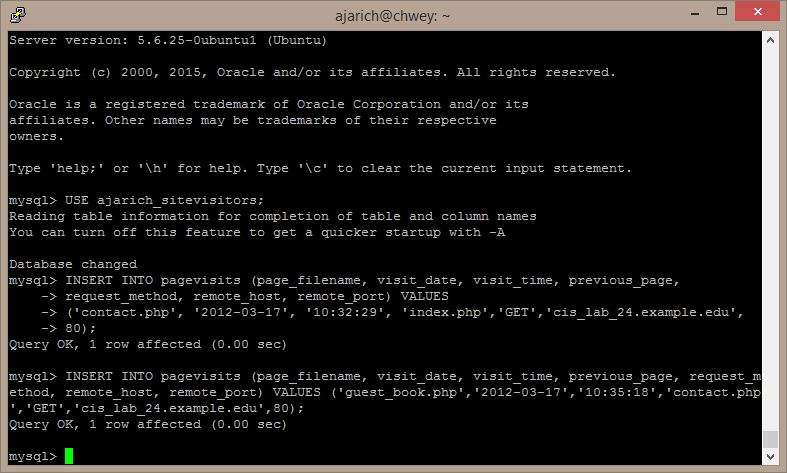 ajarich@chwey: ~
Server version: 5.6.25-0ubuntu1 (Ubuntu)
Copyright (c) 2000, 2015, Oracle and/or its affiliates. All rights reserved.
Oracle is a registered trademark of Oracle Corporation and/or its
affiliates. Other names may be trademarks of their respective
owners.
Type 'help;' or '\h' for help. Type '\c' to clear the current input statement.
mysql> USE ajarich_sitevisitors;
Reading table information for completion of table and column names
You can turn off this feature to get a quicker startup with -A
Database changed
mysql> INSERT INTO pagevisits (page_filename, visit_date, visit_time, previous_page,
    -> request_method, remote_host, remote_port) VALUES
    -> ('contact.php', '2012-03-17', '10:32:29', 'index.php','GET','cis_lab_24.example.edu',
    -> 80);
Query OK, 1 row affected (0.00 sec)
mysql> INSERT INTO pagevisits (page_filename, visit_date, visit_time, previous_page, request_m
ethod, remote_host, remote_port) VALUES ('guest_book.php','2012-03-17','10:35:18','contact.php
','GET','cis_lab_24.example.edu',80);
Query OK, 1 row affected (0.00 sec)
mysql>